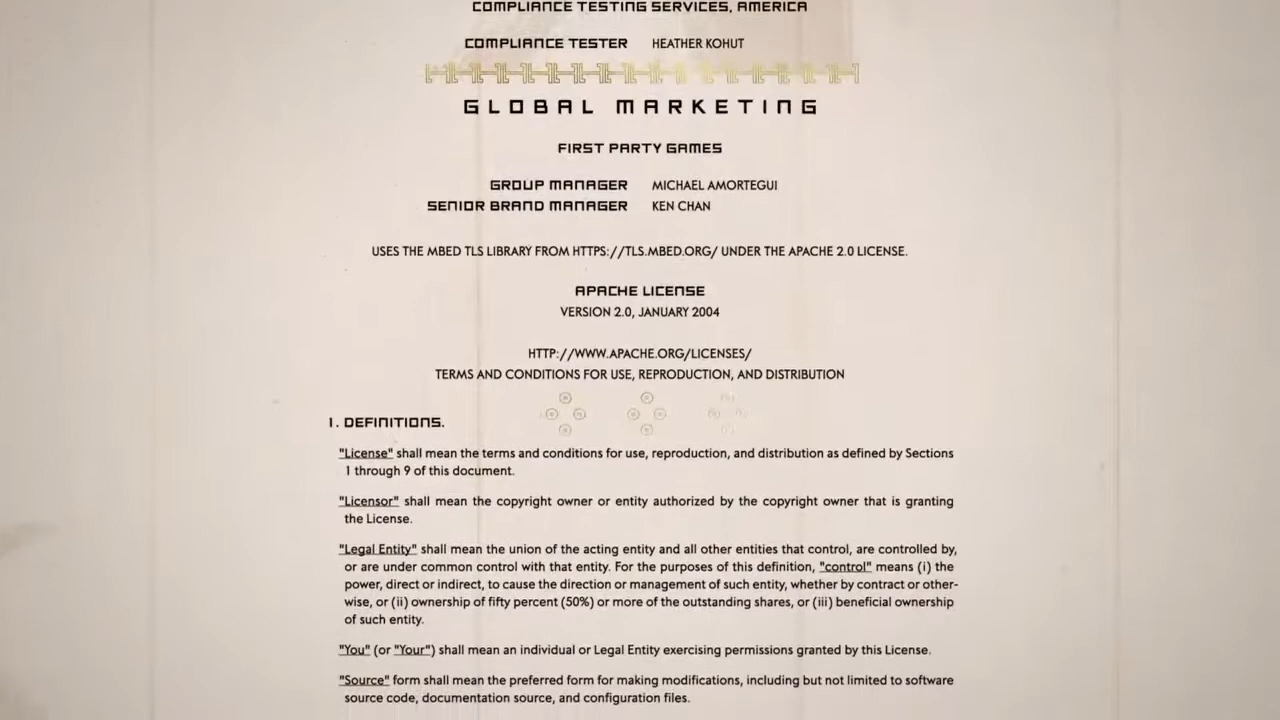 COMPLIANCE TESTING SERVICES, AMERICA
COMPLIANCE TESTER HEATHER KOHUT
GLOBAL MARKETING
FIRST PARTY GAMES
GROUP MANAGER MICHAEL AMORTEGUI
SENIOR BRAND MANAGER KEN CHAN
USES THE MBED TLS LIBRARY FROM HTTPS://TLS.MBED.ORG/ UNDER THE APACHE 2.0 LICENSE.
APACHE LICENSE
VERSION 2.0, JANUARY 2004
HTTP://WWW.APACHE.ORG/LICENSES/
TERMS AND CONDITIONS FOR USE, REPRODUCTION, AND DISTRIBUTION
1. DEFINITIONS.
"License" shall mean the terms and conditions for use, reproduction, and distribution as defined by Sections
1 through 9 of this document.
"Licensor" shall mean the copyright owner or entity authorized by the copyright owner that is granting
the License.
"Legal Entity" shall mean the union of the acting entity and all other entities that control, are controlled by,
or are under common control with that entity. For the purposes of this definition, "control" means (i) the
power, direct or indirect, to cause the direction or management of such entity, whether by contract or other-
wise, or (ii) ownership of fifty percent (50%) or more of the outstanding shares, or (iii) beneficial ownership
of such entity.
"You" (or "Your") shall mean an individual or Legal Entity exercising permissions granted by this License.
"Source" form shall mean the preferred form for making modifications, including but not limited to software
source code, documentation source, and configuration files.